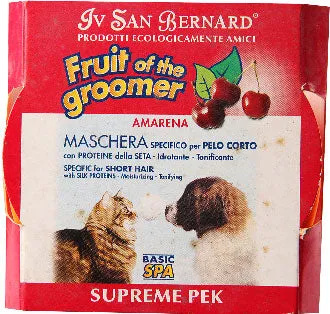 IV SAN BERNARD®
PRODOTTI ECOLOGICAMENTE AMICI
Fruit of the
groomer
AMARENA
MASCHERA SPECIFICO per PELO CORTO
con PROTEINE della SETA - Idratante - Tonificante
SPECIFIC for SHORT HAIR
with SILK PROTEINS - Moisturizing - Tonifying
BASIC
SPA
SUPREME PEK